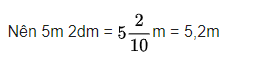 Nên 5m 2dm = 5 2/10 m = 5,2m